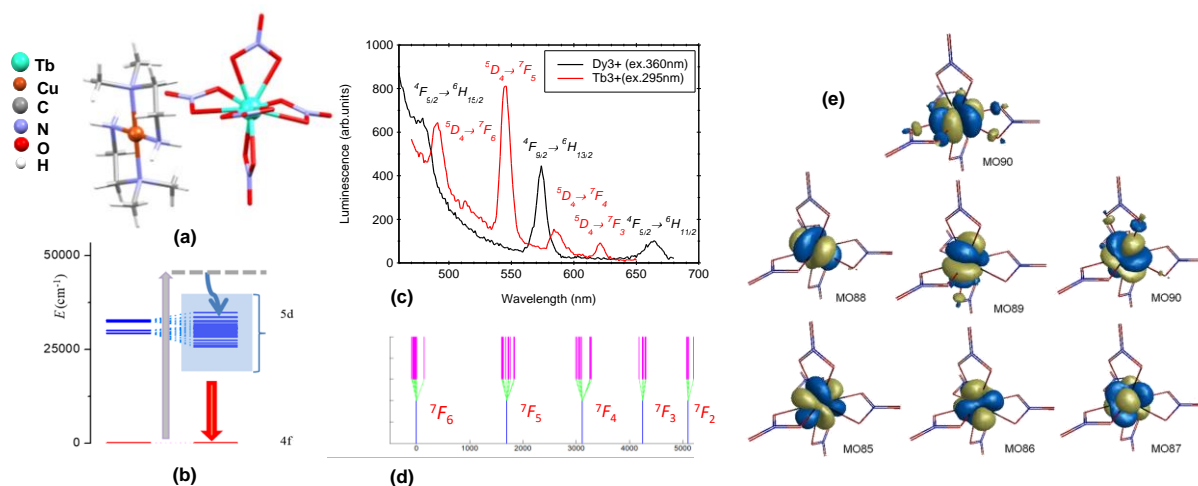 (a)
Tb
Cu
C
N
O
H
(b)
50000
25000
0
E (cm⁻¹)
5d
4f
(c)
1000
800
600
400
200
0
Luminescence (arb.units)
500 550 600 650 700
Wavelength (nm)
Dy3+ (ex.360nm)
Tb3+(ex.295nm)
⁵D₄→ ⁷F₅
⁴F₉/₂→⁶H₁₅/₂
⁵D₄→ ⁷F₆
⁴F₉/₂→⁶H₁₃/₂
⁵D₄→ ⁷F₄
⁵D₄→ ⁷F₃
⁴F₉/₂→⁶H₁₁/₂
⁷F₆ ⁷F₅ ⁷F₄ ⁷F₃ ⁷F₂
0 1000 2000 3000 4000 5000
(d)
(e)
MO90
MO88 MO89 MO90
MO85 MO86 MO87